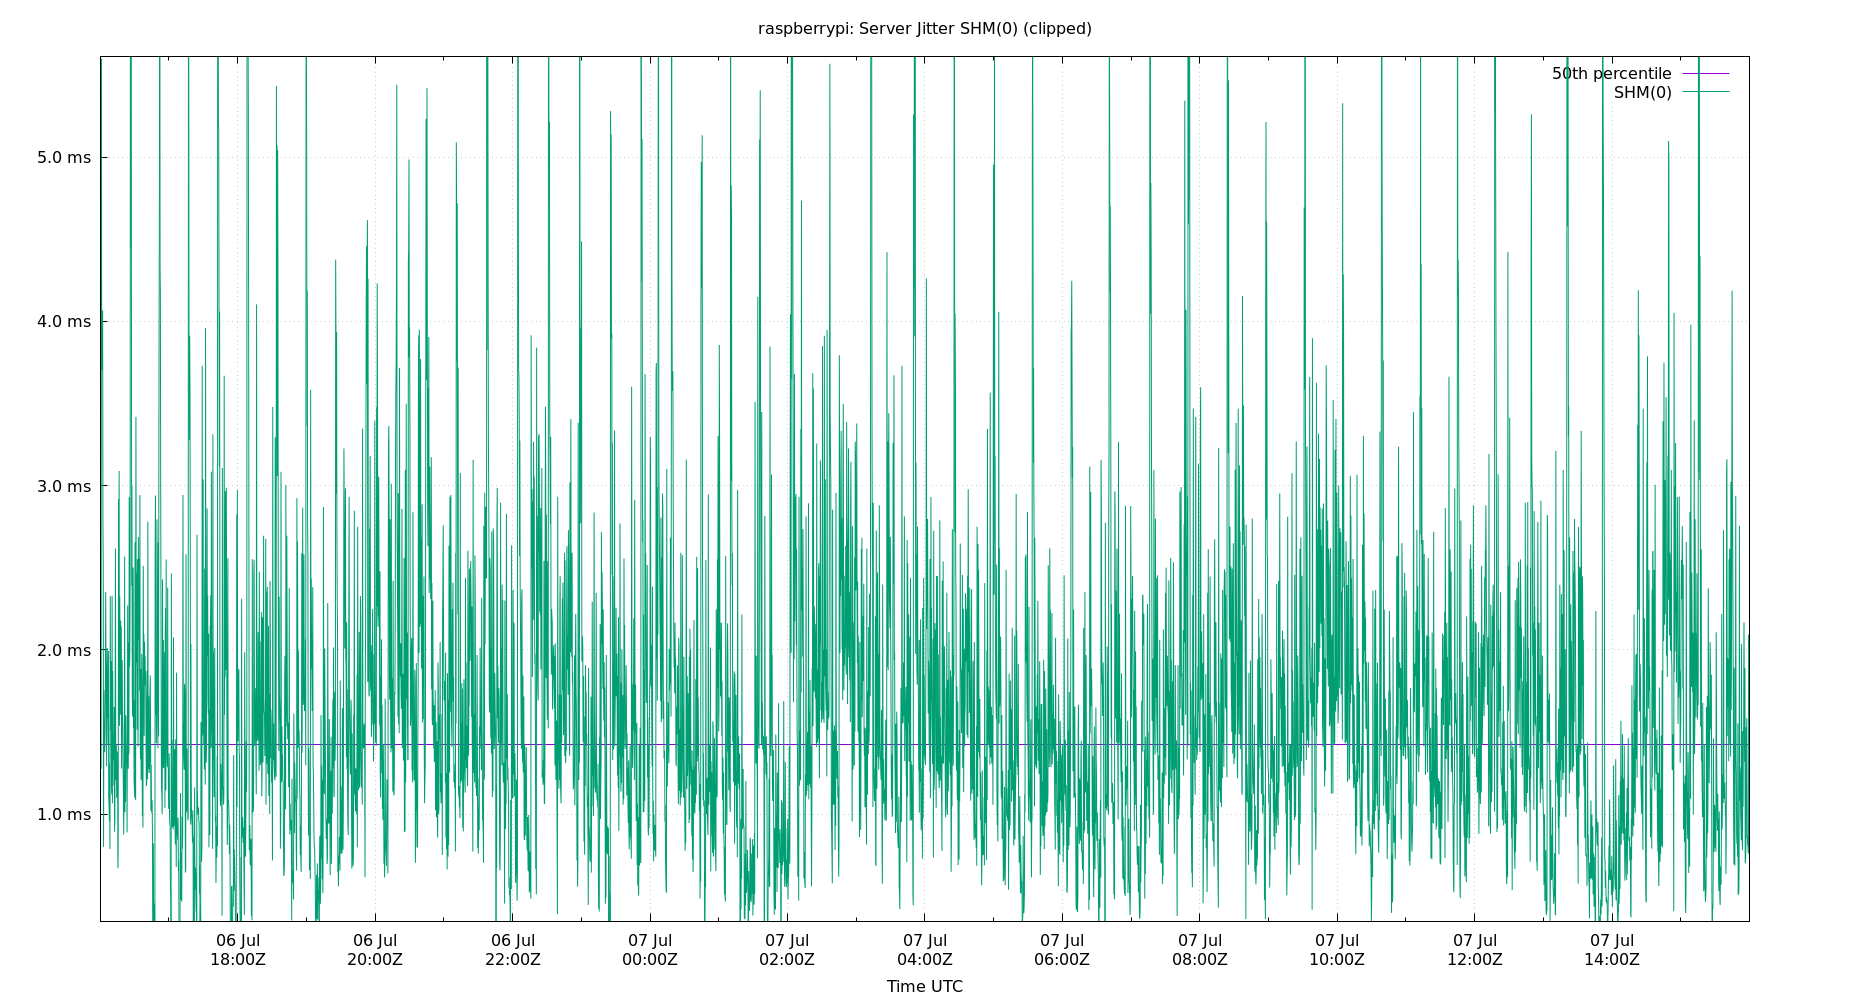 raspberrypi: Server Jitter SHM(0) (clipped)
50th percentile
SHM(0)
5.0 ms
4.0 ms
3.0 ms
2.0 ms
1.0 ms
06 Jul 06 Jul 06 Jul 07 Jul 07 Jul 07 Jul 07 Jul 07 Jul 07 Jul 07 Jul 07 Jul
18:00Z 20:00Z 22:00Z 00:00Z 02:00Z 04:00Z 06:00Z 08:00Z 10:00Z 12:00Z 14:00Z
Time UTC